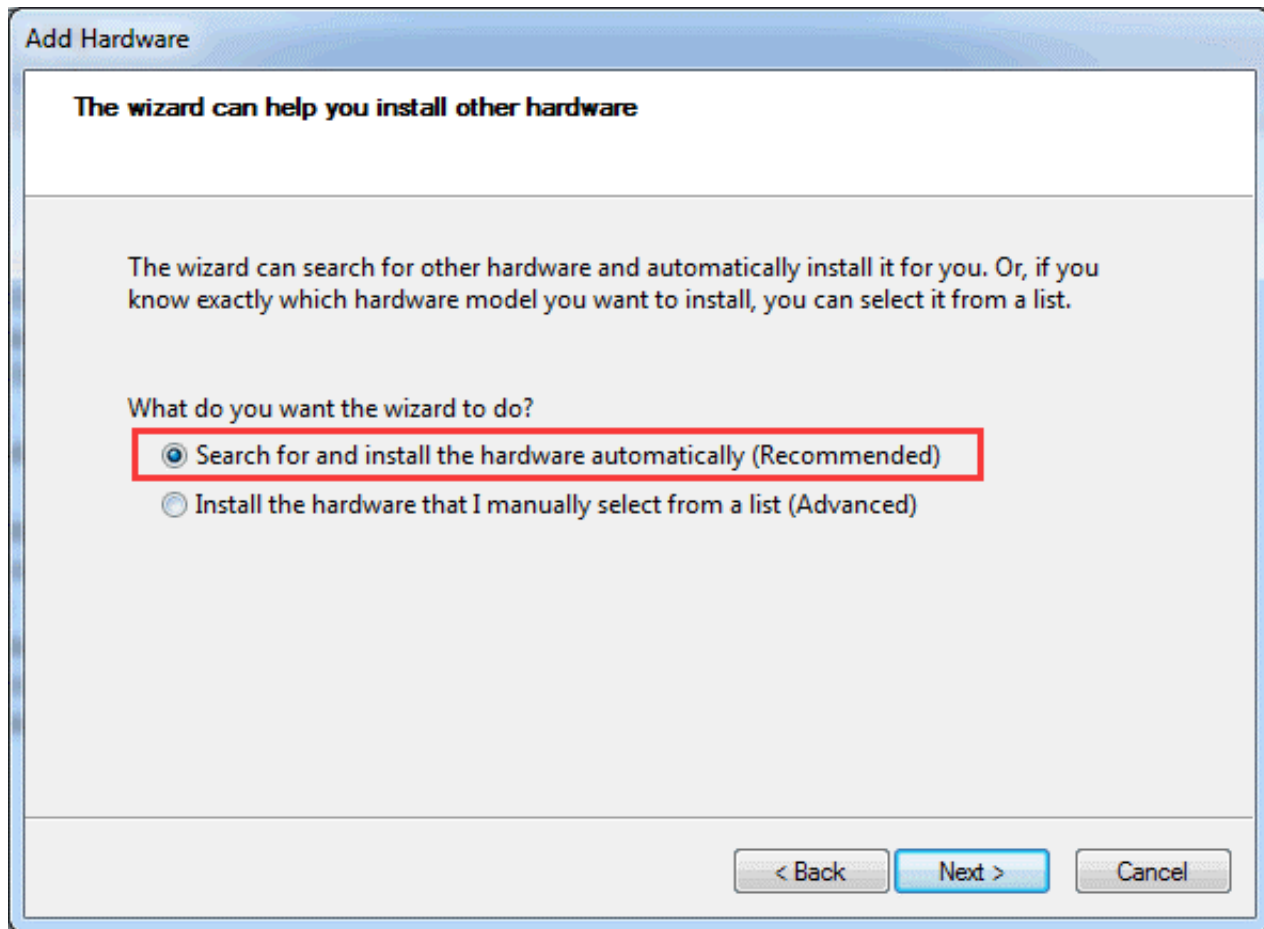 Add Hardware
The wizard can help you install other hardware
The wizard can search for other hardware and automatically install it for you. Or, if you
know exactly which hardware model you want to install, you can select it from a list.
What do you want the wizard to do?
Search for and install the hardware automatically (Recommended)
Install the hardware that I manually select from a list (Advanced)
< Back Next > Cancel